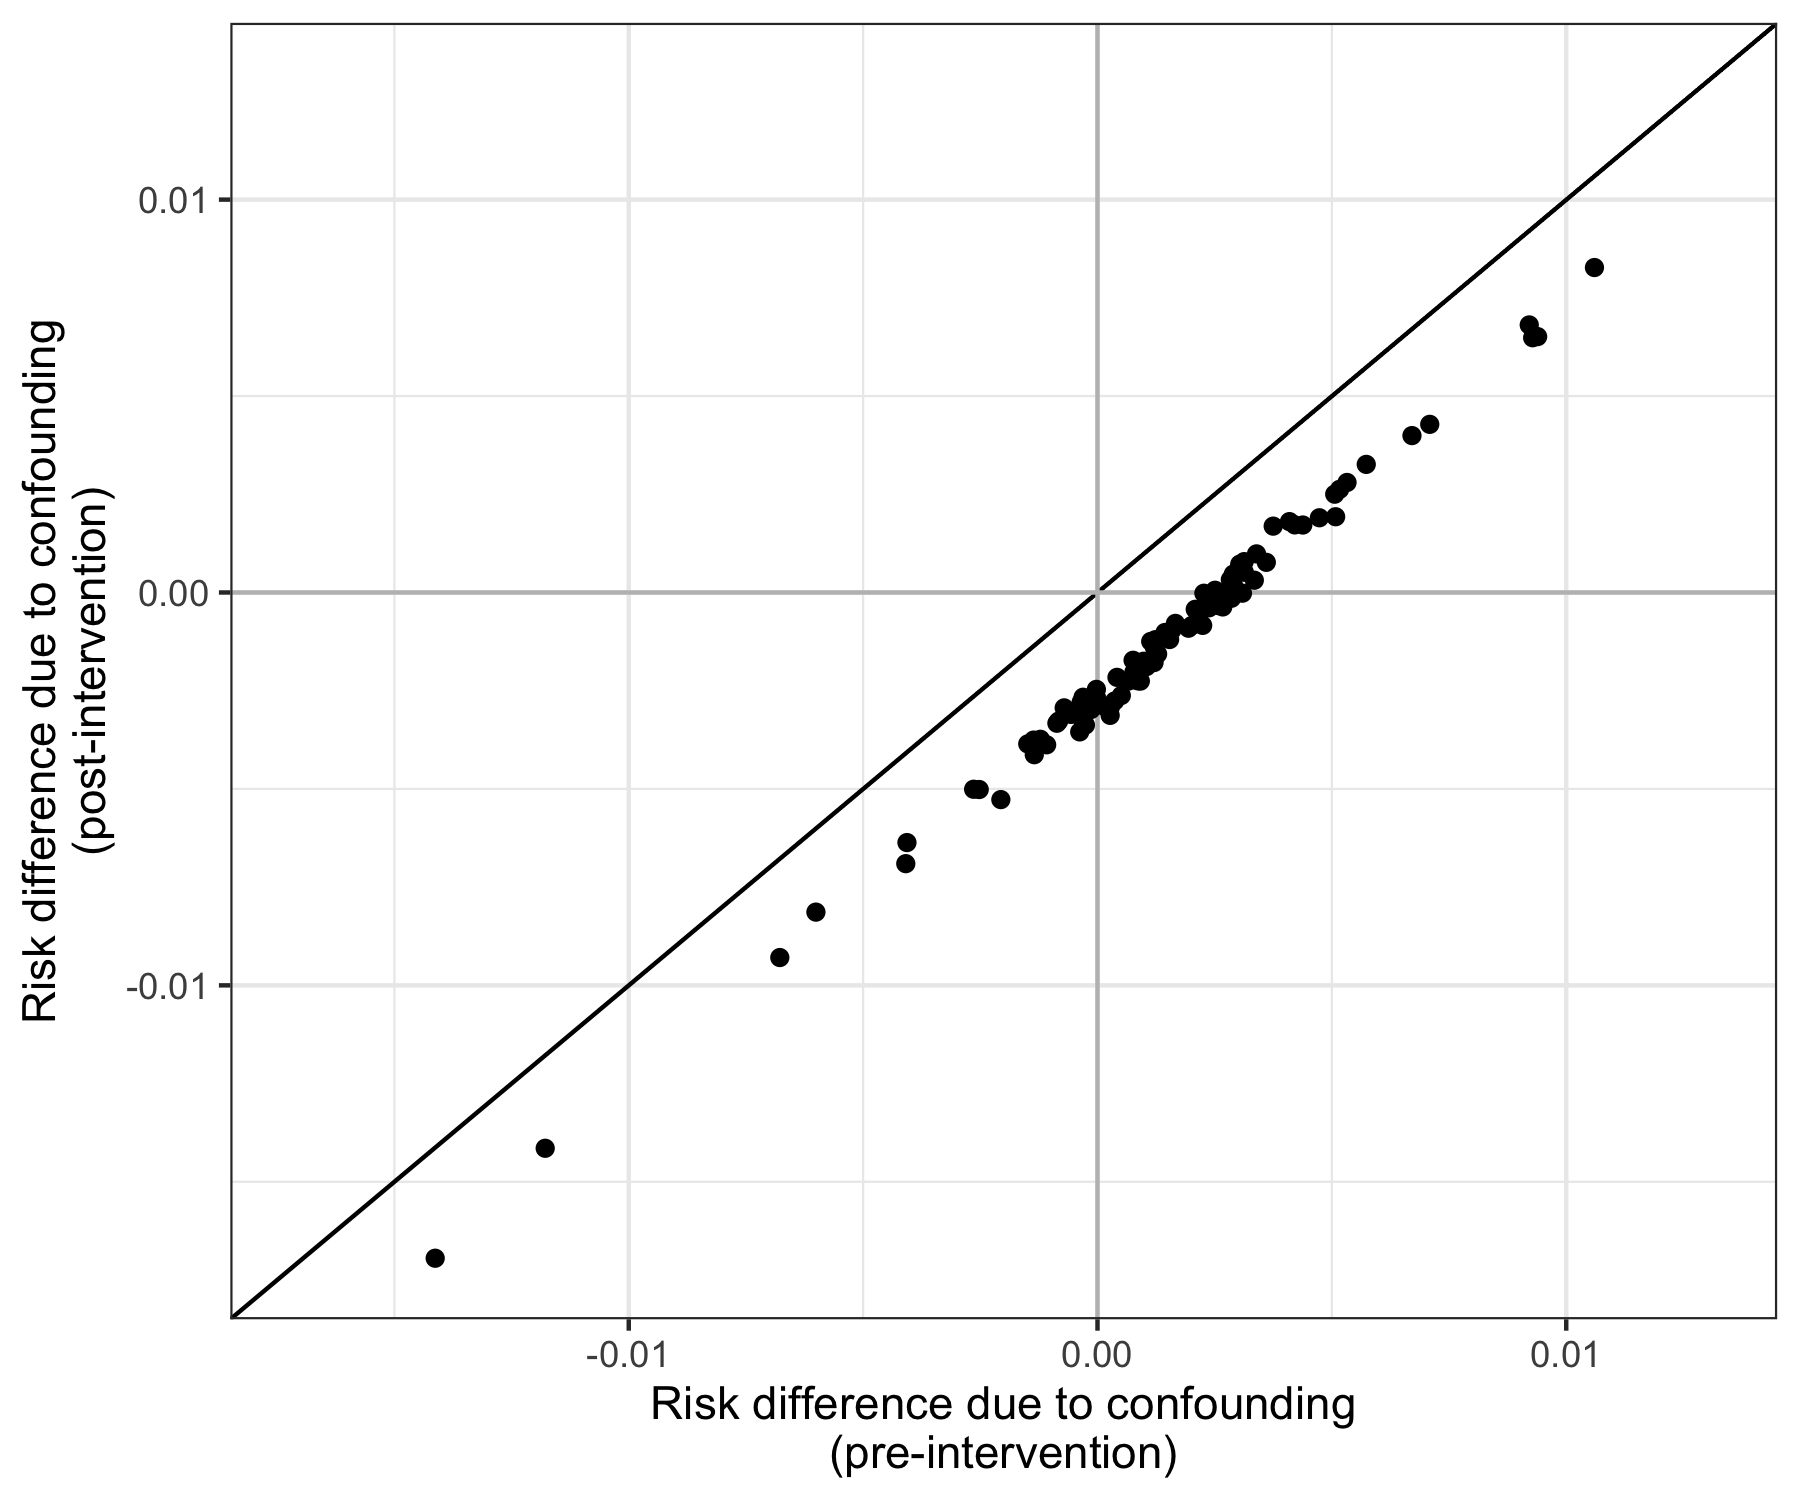 Risk difference due to confounding
(post-intervention)
0.01
0.00
-0.01
-0.01
0.00
0.01
Risk difference due to confounding
(pre-intervention)